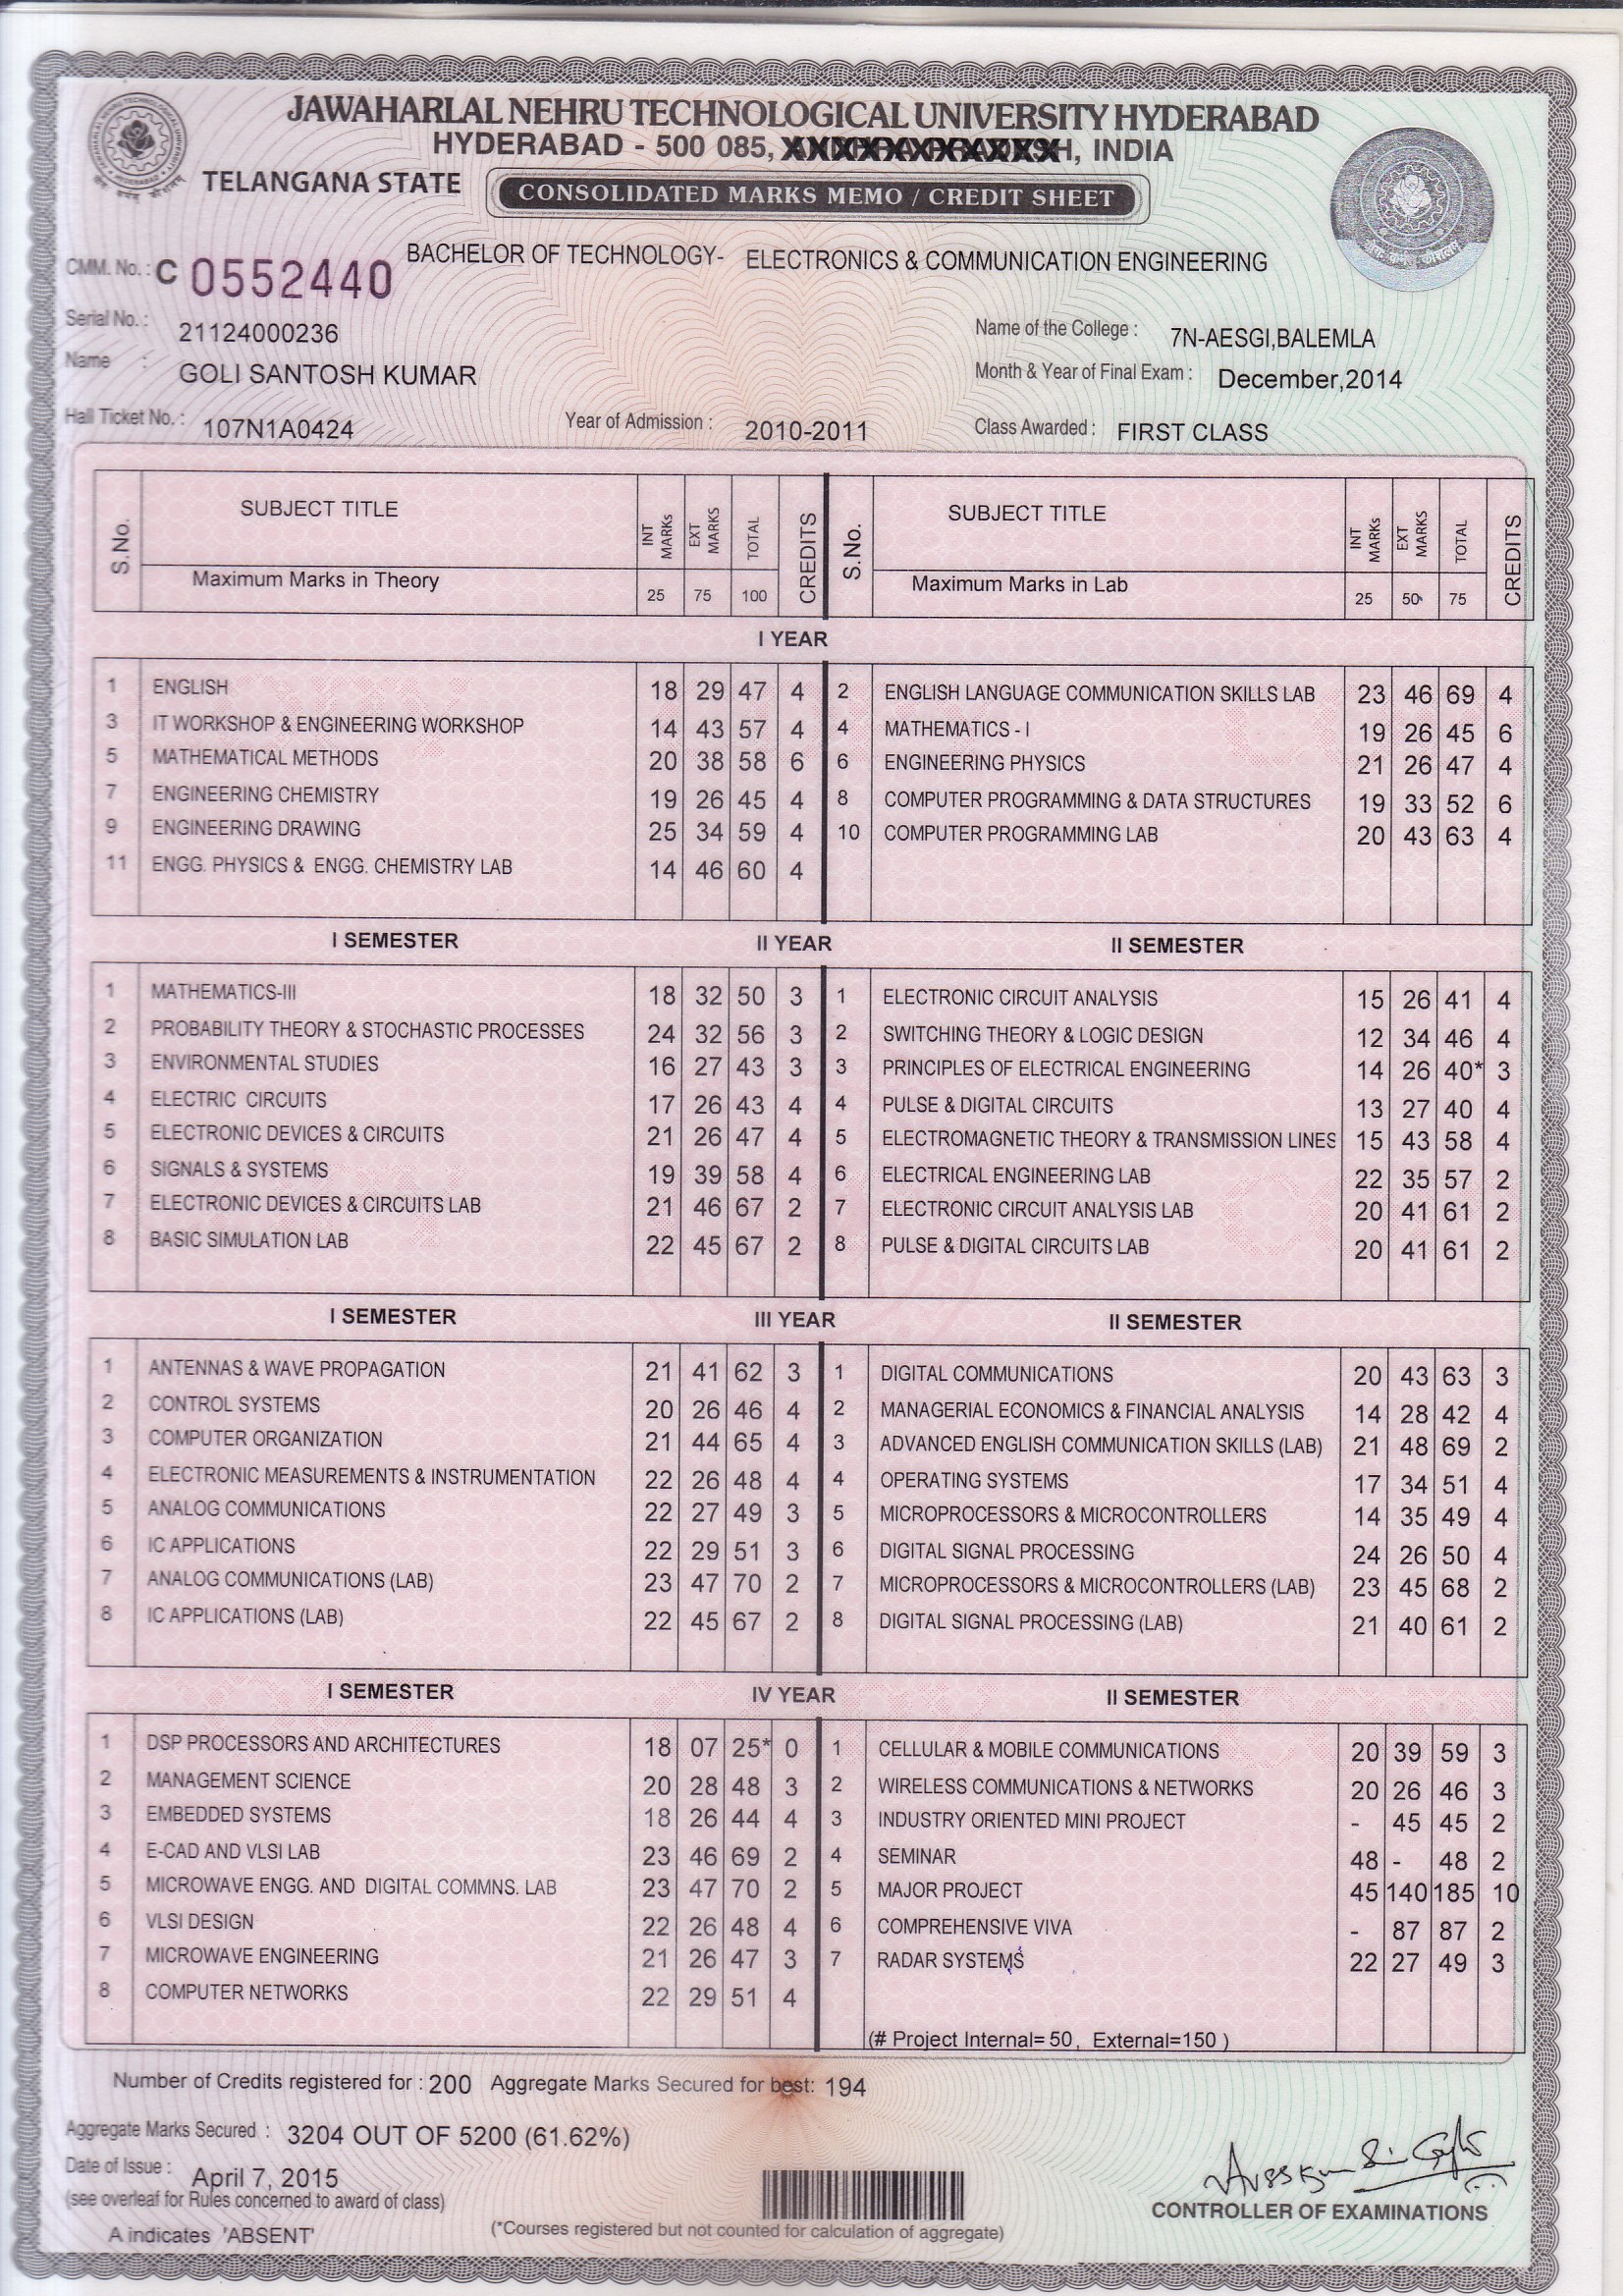 JAWAHARLAL NEHRU TECHNOLOGICAL UNIVERSITY HYDERABAD
HYDERABAD - 500 085, INDIA
TELANGANA STATE
CONSOLIDATED MARKS MEMO / CREDIT SHEET
BACHELOR OF TECHNOLOGY- ELECTRONICS & COMMUNICATION ENGINEERING
CMM. No. : C 0552440
Serial No. : 21124000236 Name of the College : 7N-AESGI,BALEMLA
Name : GOLI SANTOSH KUMAR Month & Year of Final Exam : December,2014
Hall Ticket No. : 107N1A0424 Year of Admission : 2010-2011 Class Awarded : FIRST CLASS
S.No. SUBJECT TITLE INT MARKs EXT MARKS TOTAL CREDITS S.No. SUBJECT TITLE INT MARKs EXT MARKS TOTAL CREDITS
Maximum Marks in Theory 25 75 100 Maximum Marks in Lab 25 50 75
I YEAR
1 ENGLISH 18 29 47 4 2 ENGLISH LANGUAGE COMMUNICATION SKILLS LAB 23 46 69 4
3 IT WORKSHOP & ENGINEERING WORKSHOP 14 43 57 4 4 MATHEMATICS - I 19 26 45 6
5 MATHEMATICAL METHODS 20 38 58 6 6 ENGINEERING PHYSICS 21 26 47 4
7 ENGINEERING CHEMISTRY 19 26 45 4 8 COMPUTER PROGRAMMING & DATA STRUCTURES 19 33 52 6
9 ENGINEERING DRAWING 25 34 59 4 10 COMPUTER PROGRAMMING LAB 20 43 63 4
11 ENGG. PHYSICS & ENGG. CHEMISTRY LAB 14 46 60 4
I SEMESTER II YEAR II SEMESTER
1 MATHEMATICS-III 18 32 50 3 1 ELECTRONIC CIRCUIT ANALYSIS 15 26 41 4
2 PROBABILITY THEORY & STOCHASTIC PROCESSES 24 32 56 3 2 SWITCHING THEORY & LOGIC DESIGN 12 34 46 4
3 ENVIRONMENTAL STUDIES 16 27 43 3 3 PRINCIPLES OF ELECTRICAL ENGINEERING 14 26 40* 3
4 ELECTRIC CIRCUITS 17 26 43 4 4 PULSE & DIGITAL CIRCUITS 13 27 40 4
5 ELECTRONIC DEVICES & CIRCUITS 21 26 47 4 5 ELECTROMAGNETIC THEORY & TRANSMISSION LINES 15 43 58 4
6 SIGNALS & SYSTEMS 19 39 58 4 6 ELECTRICAL ENGINEERING LAB 22 35 57 2
7 ELECTRONIC DEVICES & CIRCUITS LAB 21 46 67 2 7 ELECTRONIC CIRCUIT ANALYSIS LAB 20 41 61 2
8 BASIC SIMULATION LAB 22 45 67 2 8 PULSE & DIGITAL CIRCUITS LAB 20 41 61 2
I SEMESTER III YEAR II SEMESTER
1 ANTENNAS & WAVE PROPAGATION 21 41 62 3 1 DIGITAL COMMUNICATIONS 20 43 63 3
2 CONTROL SYSTEMS 20 26 46 4 2 MANAGERIAL ECONOMICS & FINANCIAL ANALYSIS 14 28 42 4
3 COMPUTER ORGANIZATION 21 44 65 4 3 ADVANCED ENGLISH COMMUNICATION SKILLS (LAB) 21 48 69 2
4 ELECTRONIC MEASUREMENTS & INSTRUMENTATION 22 26 48 4 4 OPERATING SYSTEMS 17 34 51 4
5 ANALOG COMMUNICATIONS 22 27 49 3 5 MICROPROCESSORS & MICROCONTROLLERS 14 35 49 4
6 IC APPLICATIONS 22 29 51 3 6 DIGITAL SIGNAL PROCESSING 24 26 50 4
7 ANALOG COMMUNICATIONS (LAB) 23 47 70 2 7 MICROPROCESSORS & MICROCONTROLLERS (LAB) 23 45 68 2
8 IC APPLICATIONS (LAB) 22 45 67 2 8 DIGITAL SIGNAL PROCESSING (LAB) 21 40 61 2
I SEMESTER IV YEAR II SEMESTER
1 DSP PROCESSORS AND ARCHITECTURES 18 07 25* 0 1 CELLULAR & MOBILE COMMUNICATIONS 20 39 59 3
2 MANAGEMENT SCIENCE 20 28 48 3 2 WIRELESS COMMUNICATIONS & NETWORKS 20 26 46 3
3 EMBEDDED SYSTEMS 18 26 44 4 3 INDUSTRY ORIENTED MINI PROJECT - 45 45 2
4 E-CAD AND VLSI LAB 23 46 69 2 4 SEMINAR 48 - 48 2
5 MICROWAVE ENGG. AND DIGITAL COMMNS. LAB 23 47 70 2 5 MAJOR PROJECT 45 140 185 10
6 VLSI DESIGN 22 26 48 4 6 COMPREHENSIVE VIVA - 87 87 2
7 MICROWAVE ENGINEERING 21 26 47 3 7 RADAR SYSTEMS 22 27 49 3
8 COMPUTER NETWORKS 22 29 51 4
(# Project Internal= 50, External=150 )
Number of Credits registered for : 200 Aggregate Marks Secured for best: 194
Aggregate Marks Secured : 3204 OUT OF 5200 (61.62%)
Date of Issue : April 7, 2015
(see overleaf for Rules concerned to award of class)
CONTROLLER OF EXAMINATIONS
A indicates 'ABSENT' (*Courses registered but not counted for calculation of aggregate)